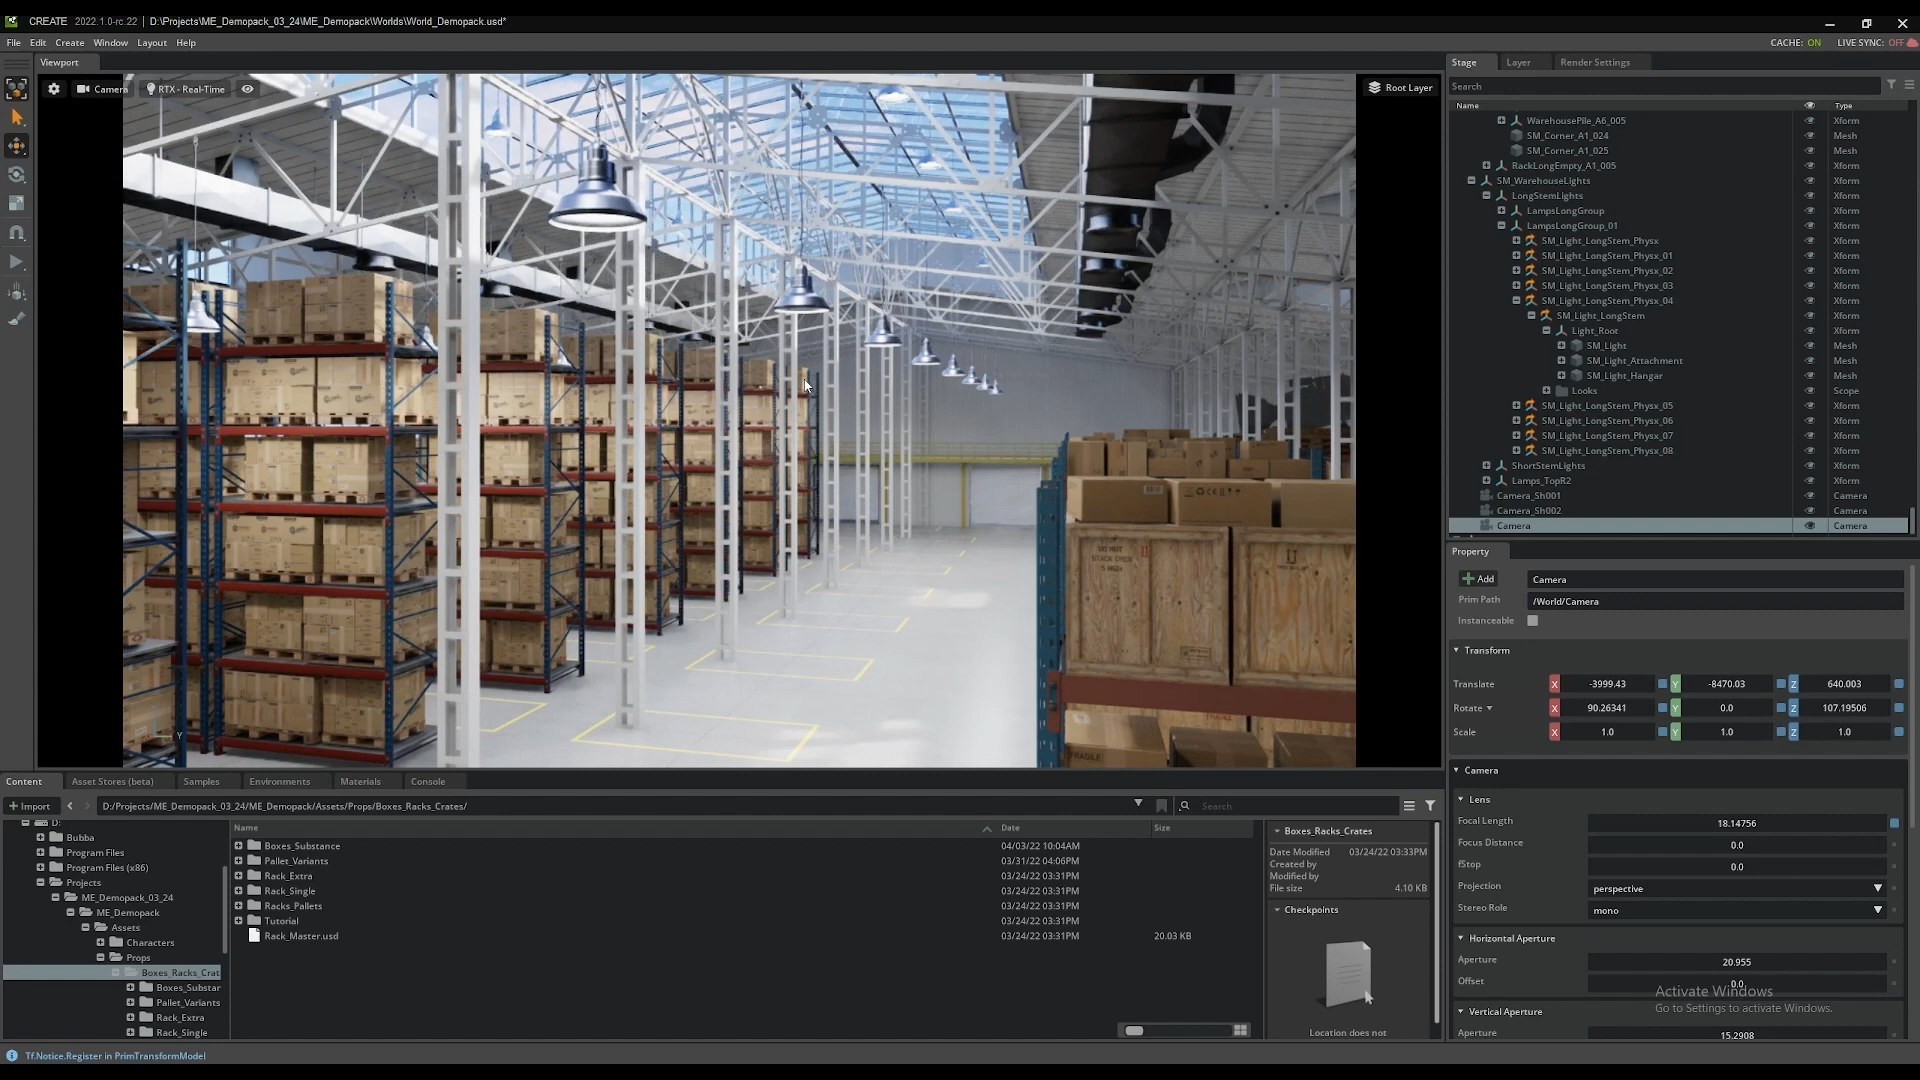 CREATE 2022.1.0-rc.22 | D:\Projects\ME_Demopack_03_24\ME_Demopack\Worlds\World_Demopack.usd*
File Edit Create Window Layout Help
CACHE: ON LIVE SYNC: OFF
Viewport
Camera RTX - Real-Time
Root Layer
Stage Layer Render Settings
Search
Name Type
WarehousePile_A6_005 Xform
SM_Corner_A1_024 Mesh
SM_Corner_A1_025 Mesh
RackLongEmpty_A1_005 Xform
SM_WarehouseLights Xform
LongStemLights Xform
LampsLongGroup Xform
LampsLongGroup_01 Xform
SM_Light_LongStem_Physx Xform
SM_Light_LongStem_Physx_01 Xform
SM_Light_LongStem_Physx_02 Xform
SM_Light_LongStem_Physx_03 Xform
SM_Light_LongStem_Physx_04 Xform
SM_Light_LongStem Xform
Light_Root Xform
SM_Light Mesh
SM_Light_Attachment Mesh
SM_Light_Hangar Mesh
Looks Scope
SM_Light_LongStem_Physx_05 Xform
SM_Light_LongStem_Physx_06 Xform
SM_Light_LongStem_Physx_07 Xform
SM_Light_LongStem_Physx_08 Xform
ShortStemLights Xform
Lamps_TopR2 Xform
Camera_Sh001 Camera
Camera_Sh002 Camera
Camera Camera
DO NOT
STACK OPEN
FRAGILE
Y
Property
Add Camera
Prim Path /World/Camera
Instanceable
Transform
Translate X -3999.43 Y -8470.03 Z 640.003
Rotate X 90.26341 Y 0.0 Z 107.19506
Scale X 1.0 Y 1.0 Z 1.0
Camera
Lens
Focal Length 18.14756
Focus Distance 0.0
fStop 0.0
Projection perspective
Stereo Role mono
Horizontal Aperture
Aperture 20.955
Offset 0.0
Vertical Aperture
Aperture 15.2908
Activate Windows
Go to Settings to activate Windows.
Content Asset Stores (beta) Samples Environments Materials Console
Import D:/Projects/ME_Demopack_03_24/ME_Demopack/Assets/Props/Boxes_Racks_Crates/ Search
D:
Bubba
Program Files
Program Files (x86)
Projects
ME_Demopack_03_24
ME_Demopack
Assets
Characters
Props
Boxes_Racks_Crat
Boxes_Substar
Pallet_Variants
Rack_Extra
Rack_Single
Name Date Size
Boxes_Substance 04/03/22 10:04AM
Pallet_Variants 03/31/22 04:06PM
Rack_Extra 03/24/22 03:31PM
Rack_Single 03/24/22 03:31PM
Racks_Pallets 03/24/22 03:31PM
Tutorial 03/24/22 03:31PM
Rack_Master.usd 03/24/22 03:31PM 20.03 KB
Boxes_Racks_Crates
Date Modified 03/24/22 03:33PM
Created by
Modified by
File size 4.10 KB
Checkpoints
Location does not
Tf.Notice.Register in PrimTransformModel